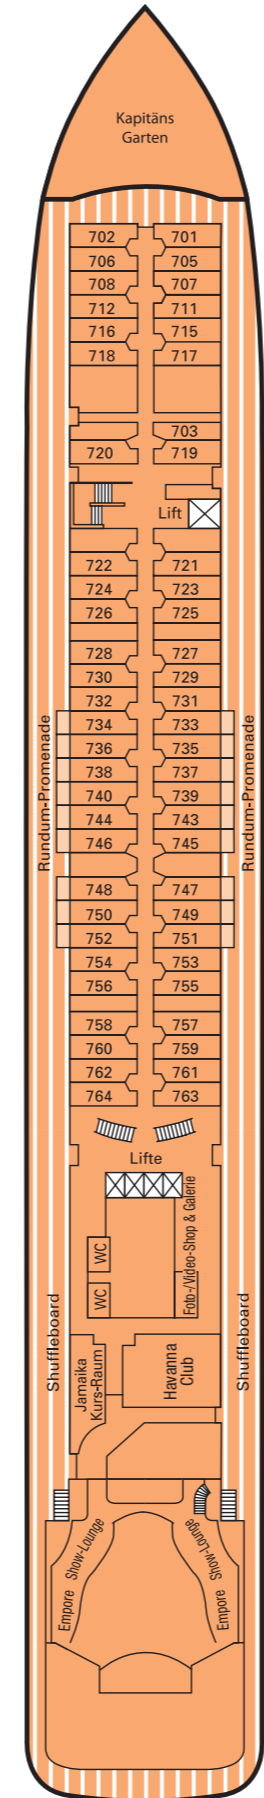 Kapitäns
Garten
702 701
706 705
708 707
712 711
716 715
718 717
703
720 719
Lift
722 721
724 723
726 725
728 727
730 729
732 731
734 733
736 735
738 737
740 739
744 743
746 745
Rundum-Promenade
Rundum-Promenade
748 747
750 749
752 751
754 753
756 755
758 757
760 759
762 761
764 763
Lifte
WC
WC
Foto-/Video-Shop & Galerie
Shuffleboard
Shuffleboard
Jamaika
Kurs-Raum
Havanna
Club
Show-Lounge
Show-Lounge
Empore
Empore